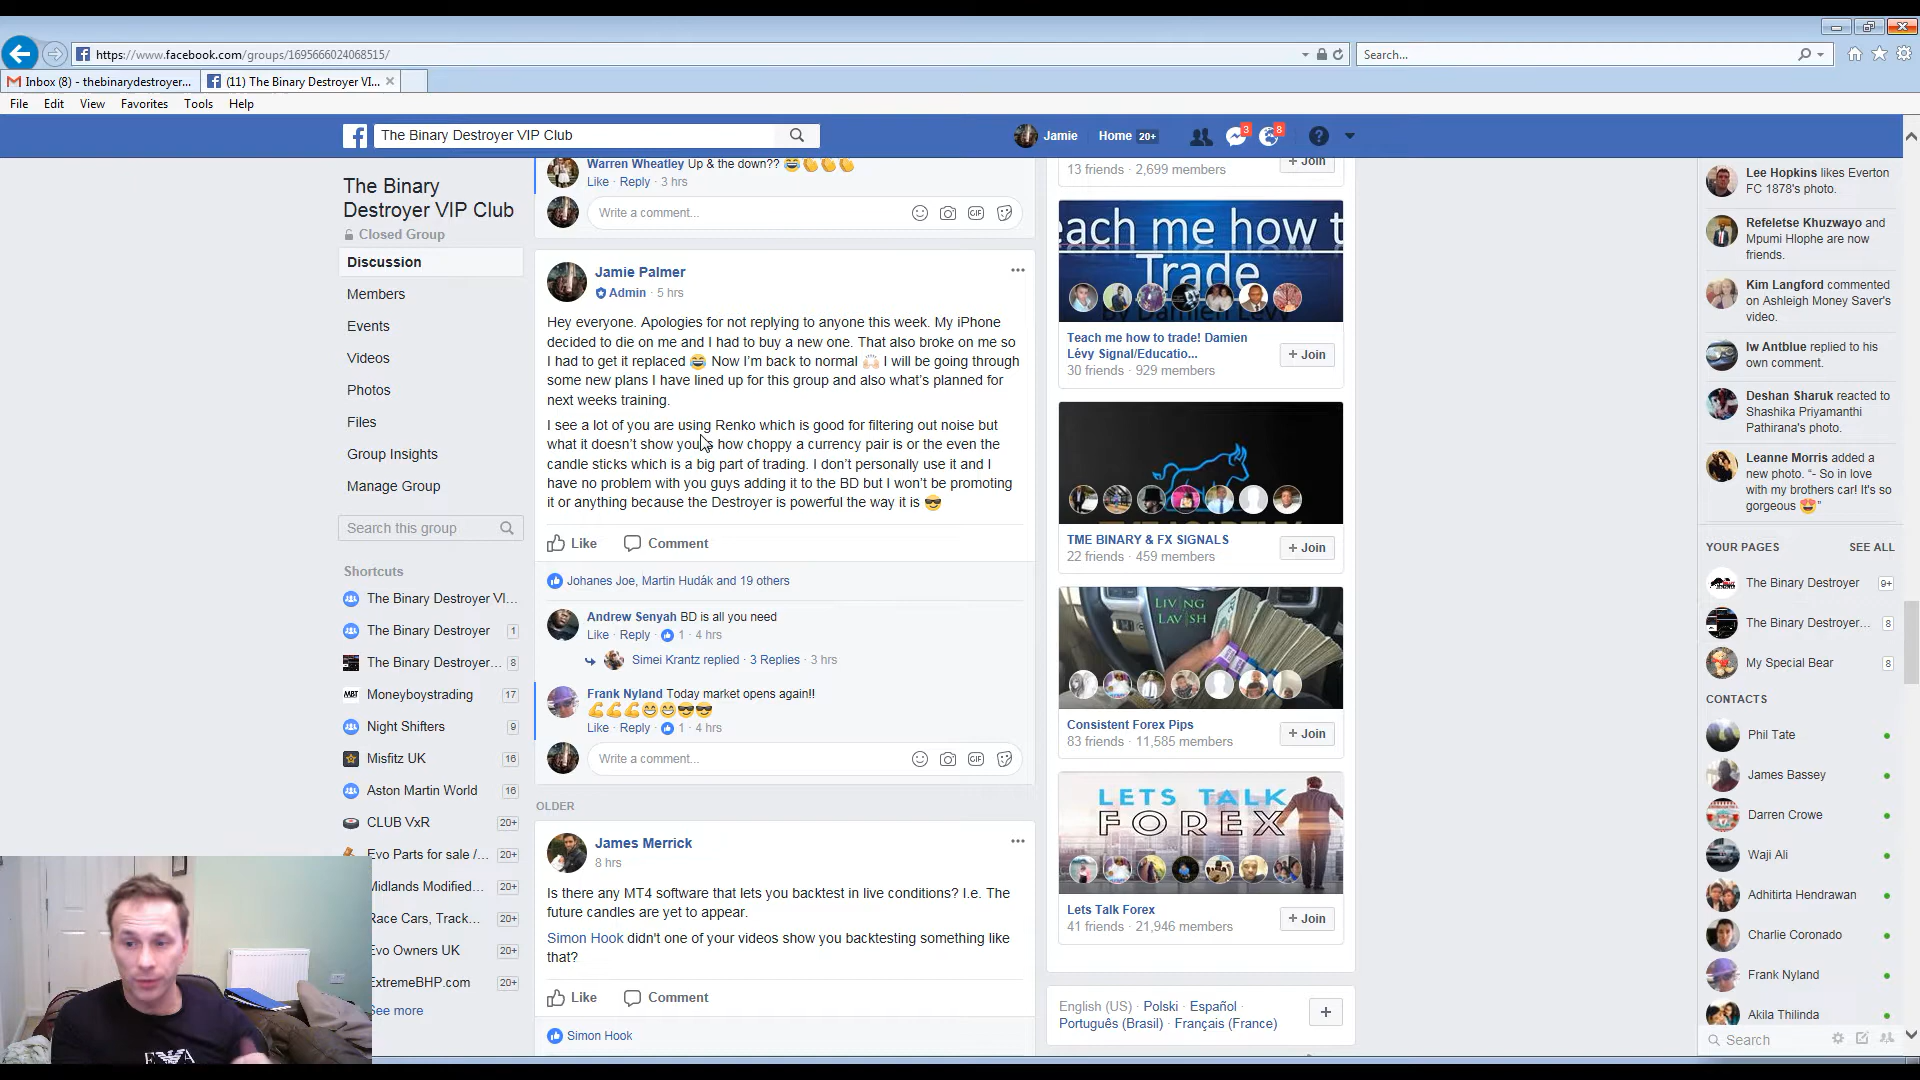 https://www.facebook.com/groups/1695666024068515/
Search...
Inbox (8) - thebinarydestroyer...
(11) The Binary Destroyer VI...
File Edit View Favorites Tools Help
The Binary Destroyer VIP Club
Jamie
Home 20+
3
8
The Binary
Destroyer VIP Club
Closed Group
Discussion
Members
Events
Videos
Photos
Files
Group Insights
Manage Group
Search this group
Shortcuts
The Binary Destroyer VI...
The Binary Destroyer 1
The Binary Destroyer... 8
MBT Moneyboystrading 17
Night Shifters 9
Misfitz UK 16
Aston Martin World 16
CLUB VxR 20+
Evo Parts for sale /... 20+
Midlands Modified... 20+
Race Cars, Track... 20+
Evo Owners UK 20+
ExtremeBHP.com 20+
See more
Warren Wheatley Up & the down?? 😂👏👏👏
Like · Reply · 3 hrs
Write a comment...
GIF
Jamie Palmer
Admin · 5 hrs
Hey everyone. Apologies for not replying to anyone this week. My iPhone
decided to die on me and I had to buy a new one. That also broke on me so
I had to get it replaced 😂 Now I'm back to normal 🙌🏻 I will be going through
some new plans I have lined up for this group and also what's planned for
next weeks training.
I see a lot of you are using Renko which is good for filtering out noise but
what it doesn't show you is how choppy a currency pair is or the even the
candle sticks which is a big part of trading. I don't personally use it and I
have no problem with you guys adding it to the BD but I won't be promoting
it or anything because the Destroyer is powerful the way it is 😎
Like Comment
Johanes Joe, Martin Hudák and 19 others
Andrew Senyah BD is all you need
Like · Reply · 1 · 4 hrs
Simei Krantz replied · 3 Replies · 3 hrs
Frank Nyland Today market opens again!!
💪💪💪😁😁😎😎
Like · Reply · 1 · 4 hrs
Write a comment...
GIF
OLDER
James Merrick
8 hrs
Is there any MT4 software that lets you backtest in live conditions? I.e. The
future candles are yet to appear.
Simon Hook didn't one of your videos show you backtesting something like
that?
Like Comment
Simon Hook
13 friends · 2,699 members
+ Join
each me how t
Trade
Teach me how to trade! Damien
Lévy Signal/Educatio...
30 friends · 929 members
+ Join
TME BINARY & FX SIGNALS
22 friends · 459 members
+ Join
LIVING
LAVISH
Consistent Forex Pips
83 friends · 11,585 members
+ Join
LETS TALK
FOREX
Lets Talk Forex
41 friends · 21,946 members
+ Join
English (US) · Polski · Español ·
Português (Brasil) · Français (France)
+
Lee Hopkins likes Everton
FC 1878's photo.
Refeletse Khuzwayo and
Mpumi Hlophe are now
friends.
Kim Langford commented
on Ashleigh Money Saver's
video.
Iw Antblue replied to his
own comment.
Deshan Sharuk reacted to
Shashika Priyamanthi
Pathirana's photo.
Leanne Morris added a
new photo. "- So in love
with my brothers car! It's so
gorgeous 😍"
YOUR PAGES SEE ALL
The Binary Destroyer 9+
The Binary Destroyer... 8
My Special Bear 8
CONTACTS
Phil Tate
James Bassey
Darren Crowe
Waji Ali
Adhitirta Hendrawan
Charlie Coronado
Frank Nyland
Akila Thilinda
Search